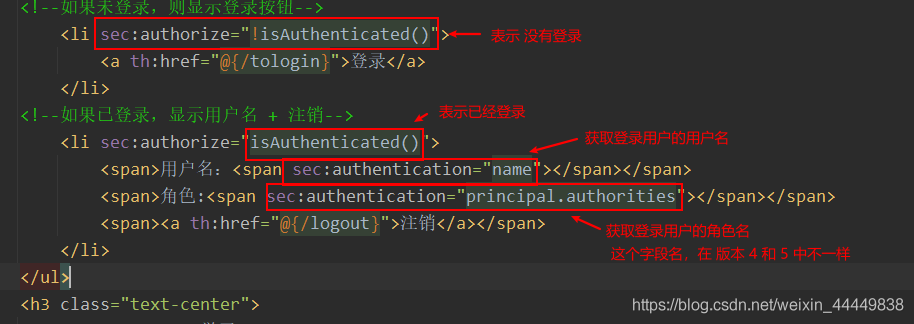 <!--如果未登录，则显示登录按钮-->
<li sec:authorize="!isAuthenticated()">
表示 没有登录
<a th:href="@{/tologin}">登录</a>
</li>
<!--如果已登录，显示用户名 + 注销-->
表示已经登录
<li sec:authorize="isAuthenticated()">
获取登录用户的用户名
<span>用户名：<span sec:authentication="name"></span></span>
<span>角色:<span sec:authentication="principal.authorities"></span></span>
<span><a th:href="@{/logout}">注销</a></span>
获取登录用户的角色名
</li>
这个字段名，在 版本 4 和 5 中不一样
</ul>
<h3 class="text-center">
https://blog.csdn.net/weixin_44449838